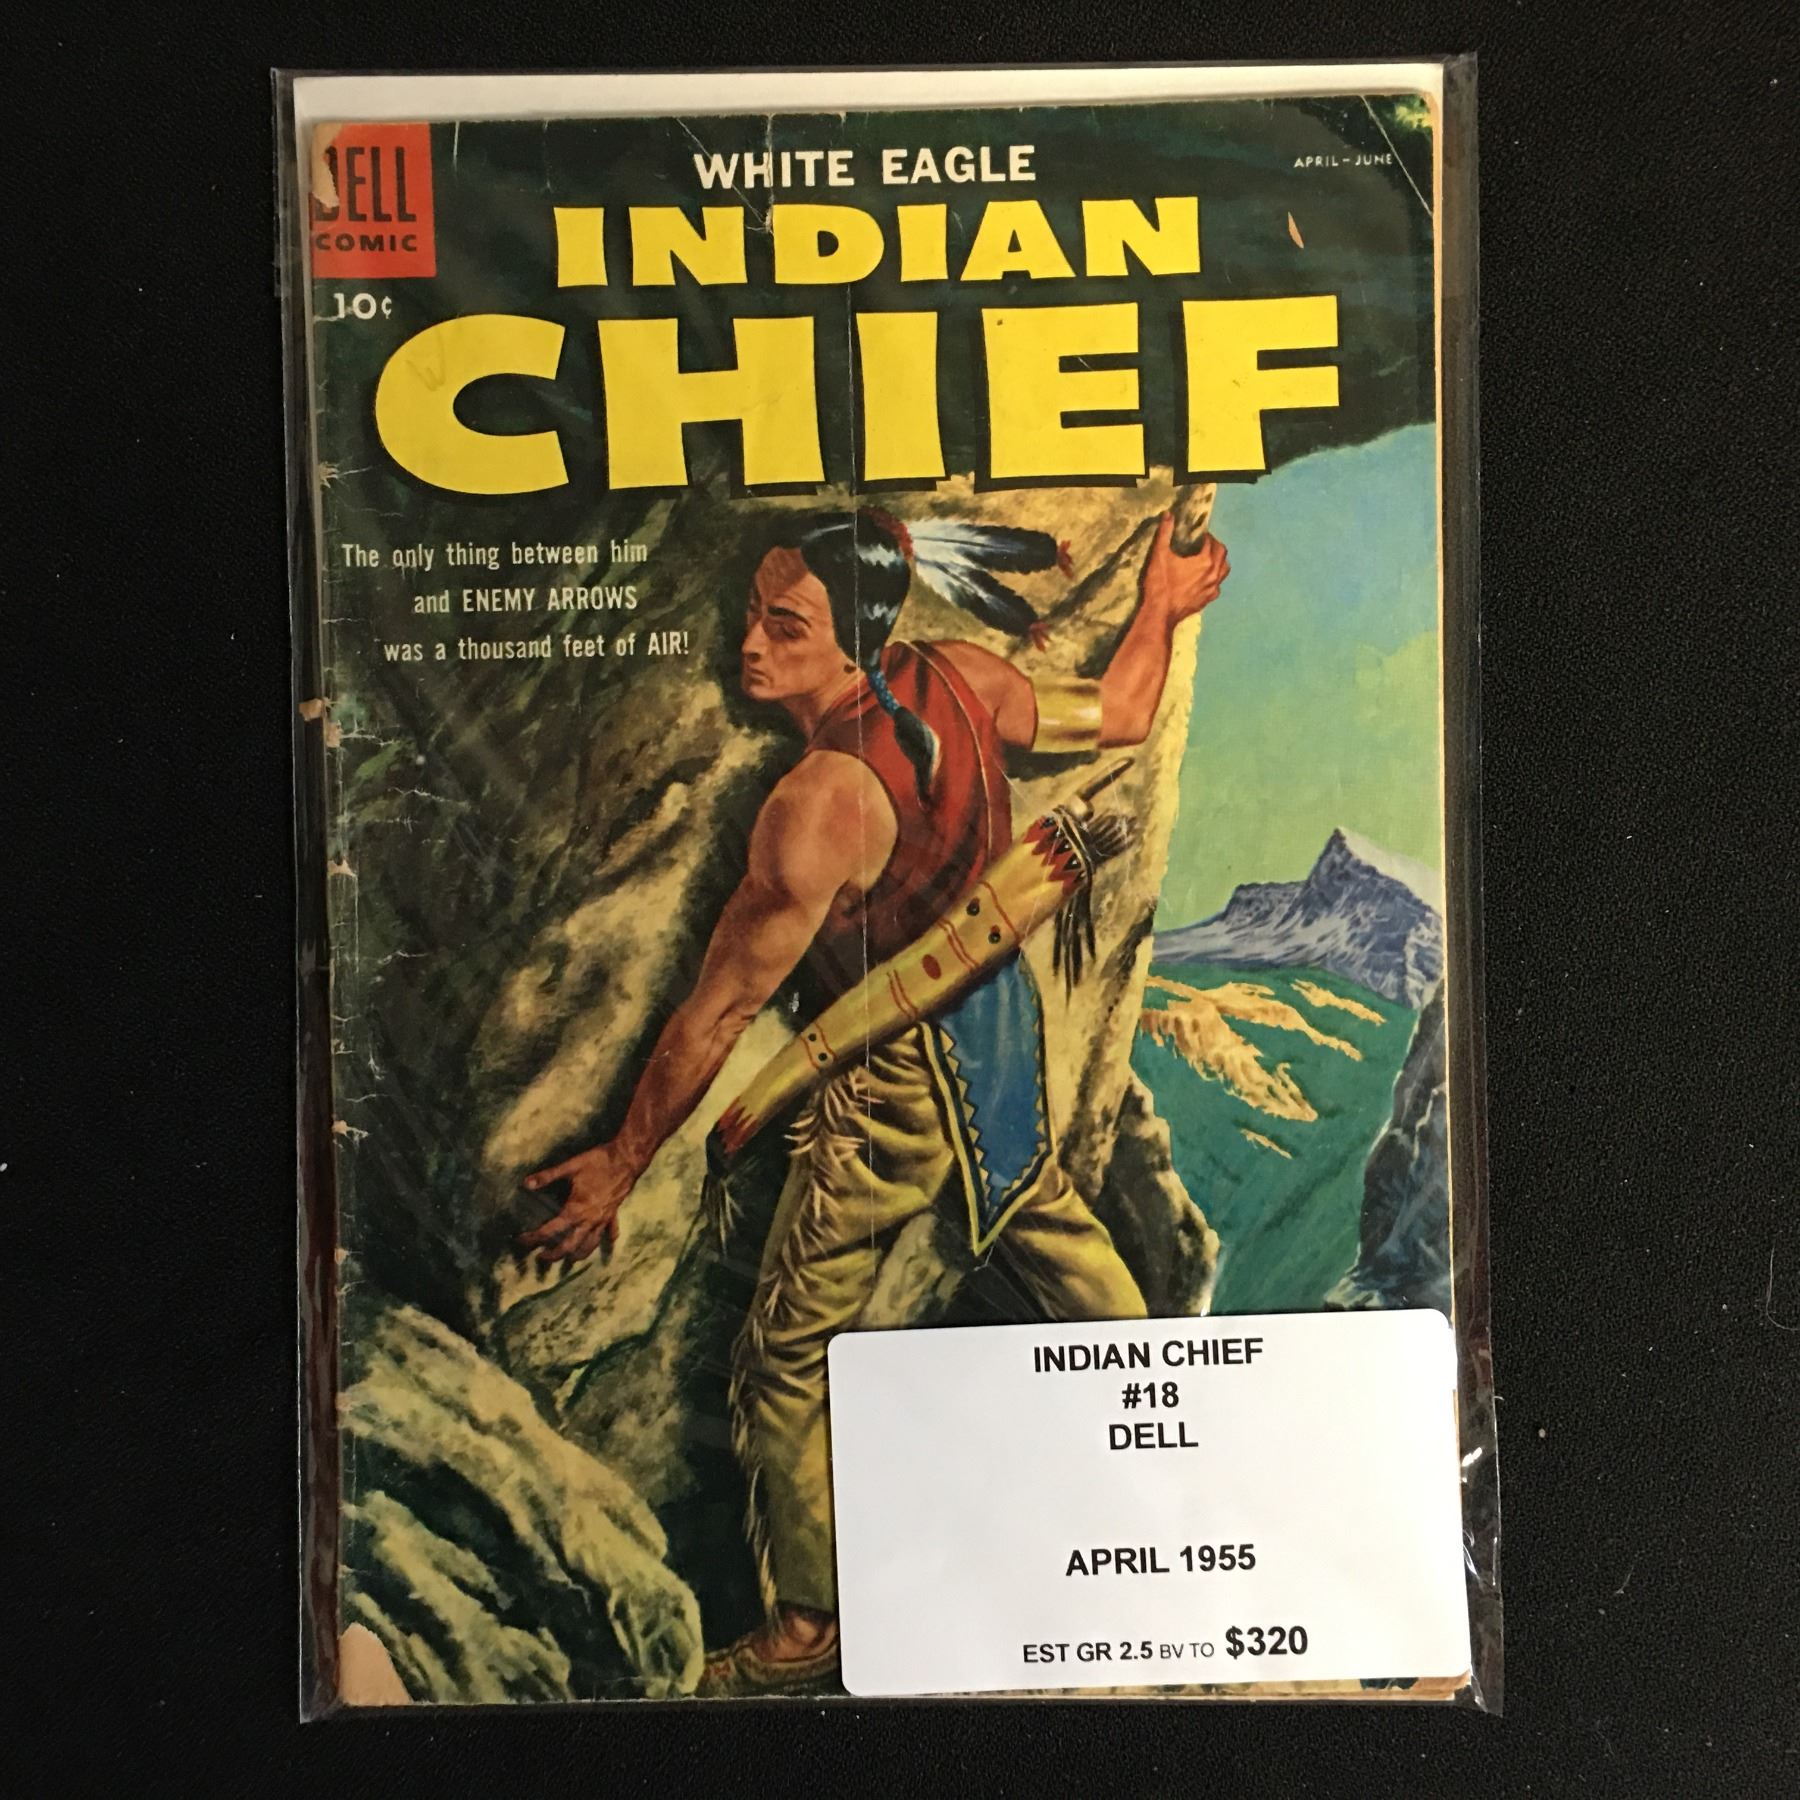 DELL
COMIC
10¢
WHITE EAGLE
APRIL - JUNE
INDIAN
CHIEF
The only thing between him
and ENEMY ARROWS
was a thousand feet of AIR!
INDIAN CHIEF
#18
DELL
APRIL 1955
EST GR 2.5 BV TO $320